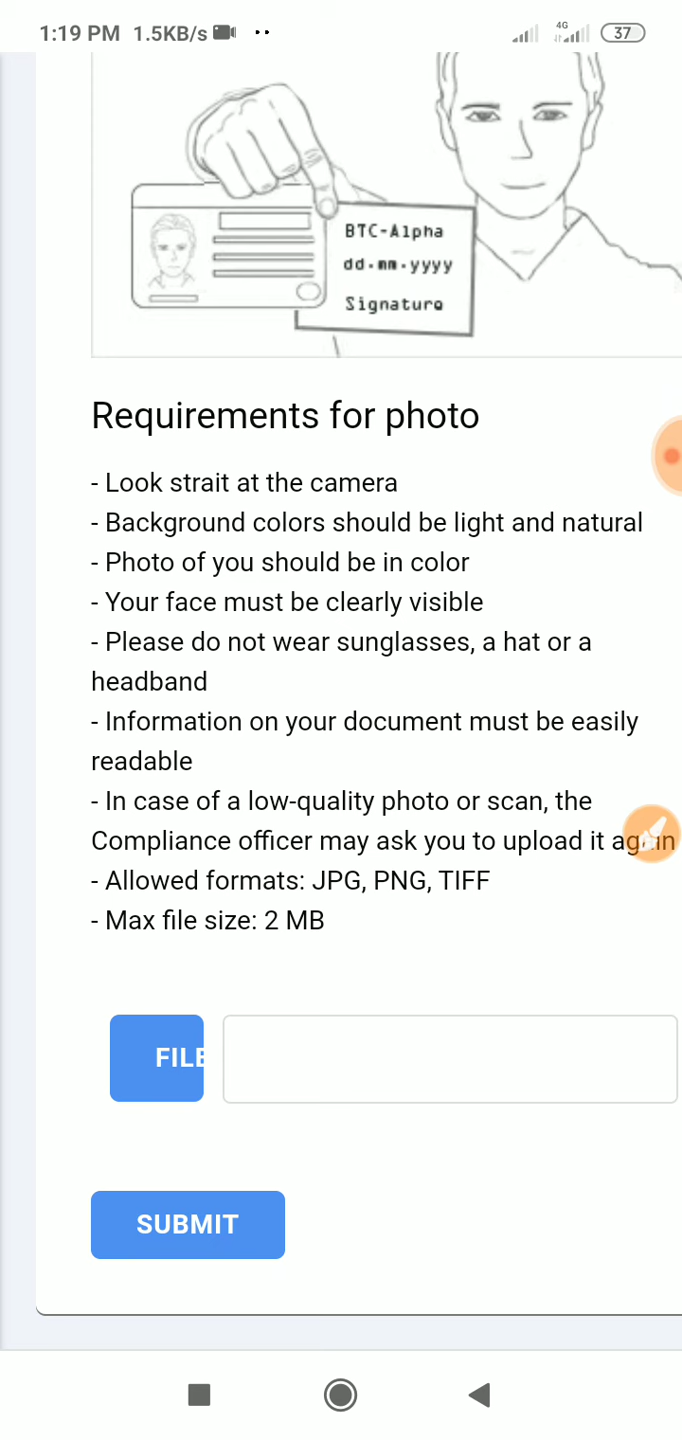 1:19 PM 1.5KB/s 4G 37
BTC-Alpha
dd.mm.yyyy
Signature
Requirements for photo
- Look strait at the camera
- Background colors should be light and natural
- Photo of you should be in color
- Your face must be clearly visible
- Please do not wear sunglasses, a hat or a
headband
- Information on your document must be easily
readable
- In case of a low-quality photo or scan, the
Compliance officer may ask you to upload it again
- Allowed formats: JPG, PNG, TIFF
- Max file size: 2 MB
FILE
SUBMIT